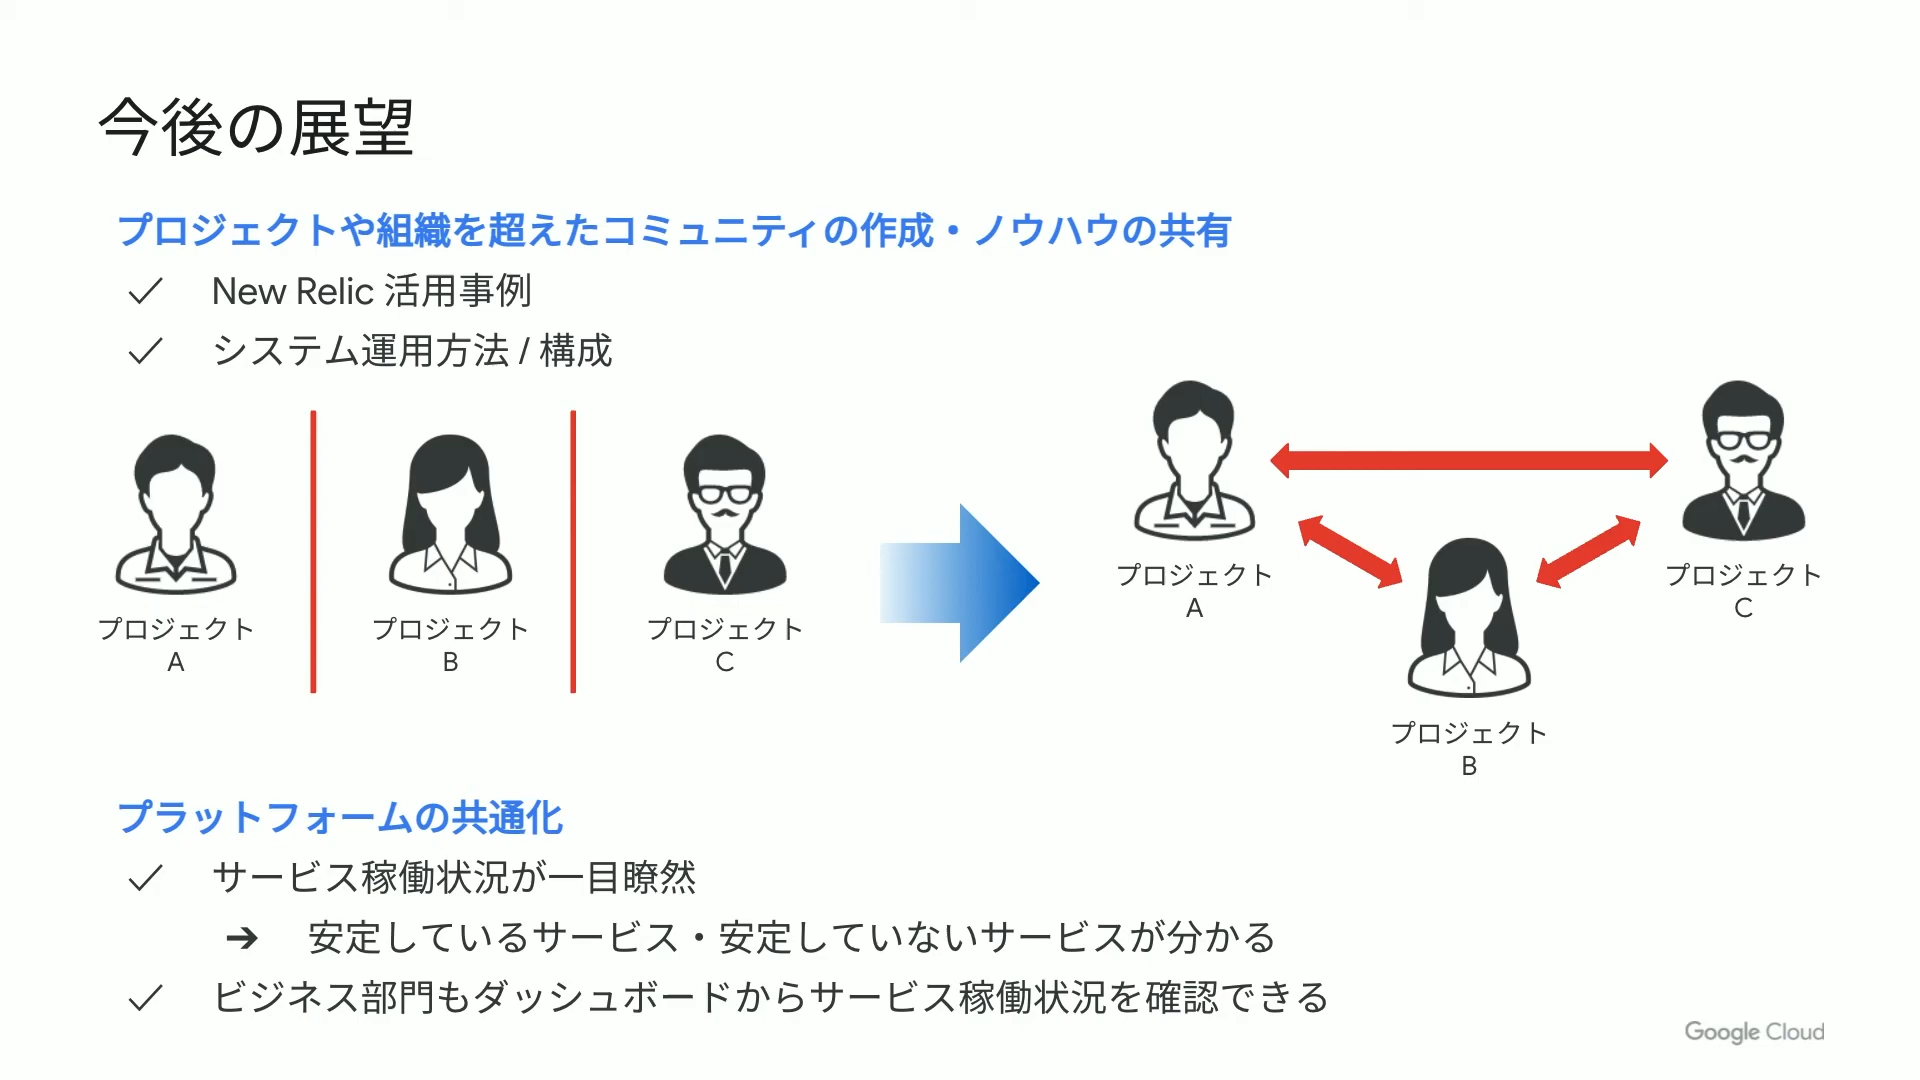 今後の展望
プロジェクトや組織を超えたコミュニティの作成・ノウハウの共有
✓ New Relic 活用事例
✓ システム運用方法 / 構成
プロジェクト
A
プロジェクト
B
プロジェクト
C
プロジェクト
A
プロジェクト
B
プロジェクト
C
プラットフォームの共通化
✓ サービス稼働状況が一目瞭然
➔ 安定しているサービス・安定していないサービスが分かる
✓ ビジネス部門もダッシュボードからサービス稼働状況を確認できる
Google Cloud